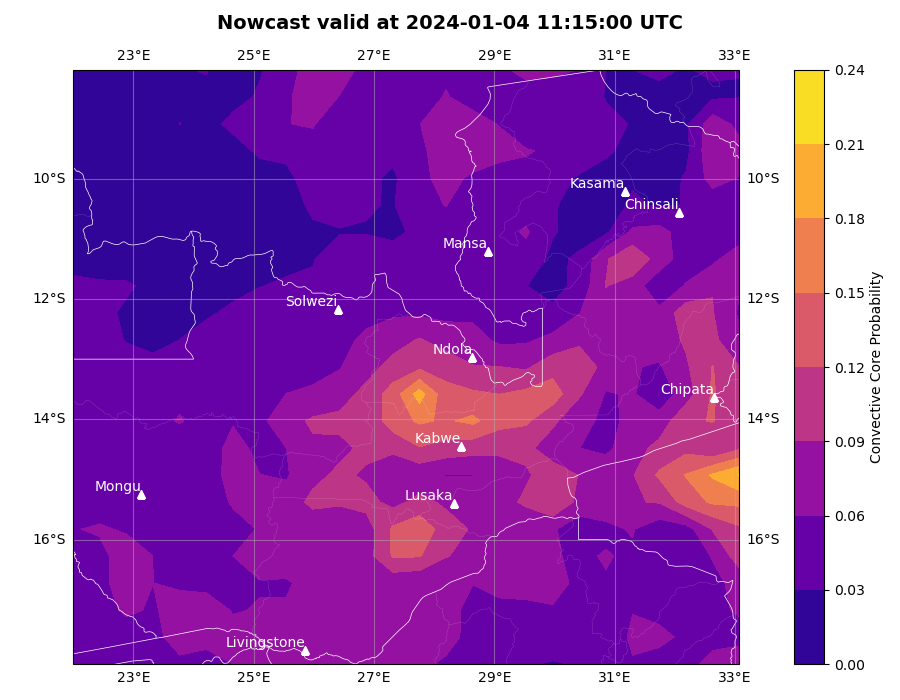 Nowcast valid at 2024-01-04 11:15:00 UTC
23°E 25°E 27°E 29°E 31°E 33°E
0.24
0.21
0.18
0.15
0.12
0.09
0.06
0.03
0.00
Convective Core Probability
10°S 10°S
12°S 12°S
14°S 14°S
16°S 16°S
Kasama
Chinsali
Mansa
Solwezi
Ndola
Chipata
Kabwe
Mongu
Lusaka
Livingstone
23°E 25°E 27°E 29°E 31°E 33°E